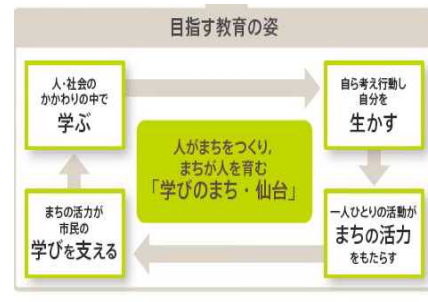 目指す教育の姿
人・社会の
かかわりの中で
学ぶ
自ら考え行動し
自分を
生かす
人がまちをつくり,
まちが人を育む
「学びのまち・仙台」
まちの活力が
市民の
学びを支える
一人ひとりの活動が
まちの活力
をもたらす